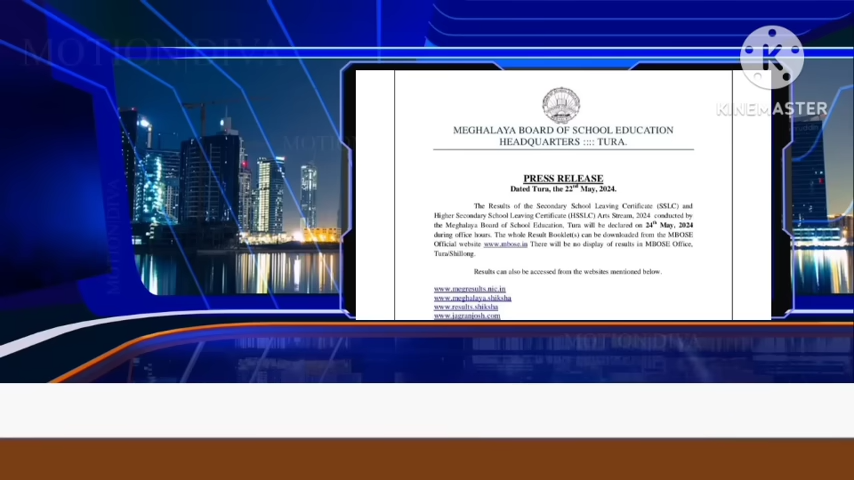 MOTION DIVA
KINEMASTER
MEGHALAYA BOARD OF SCHOOL EDUCATION
HEADQUARTERS :::: TURA.
PRESS RELEASE
Dated Tura, the 22nd May, 2024.
The Results of the Secondary School Leaving Certificate (SSLC) and
Higher Secondary School Leaving Certificate (HSSLC) Arts Stream, 2024 conducted by
the Meghalaya Board of School Education, Tura will be declared on 24th May, 2024
during office hours. The whole Result Booklet(s) can be downloaded from the MBOSE
Official website www.mbose.in There will be no display of results in MBOSE Office,
Tura/Shillong.
Results can also be accessed from the websites mentioned below.
www.megresults.nic.in
www.meghalaya.shiksha
www.results.shiksha
www.jagranjosh.com
MOTION DIVA